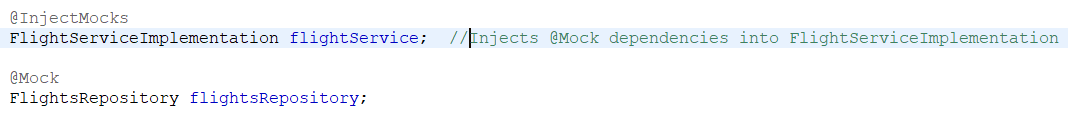 @InjectMocks
FlightServiceImplementation flightService;  //Injects @Mock dependencies into FlightServiceImplementation
@Mock
FlightsRepository flightsRepository;